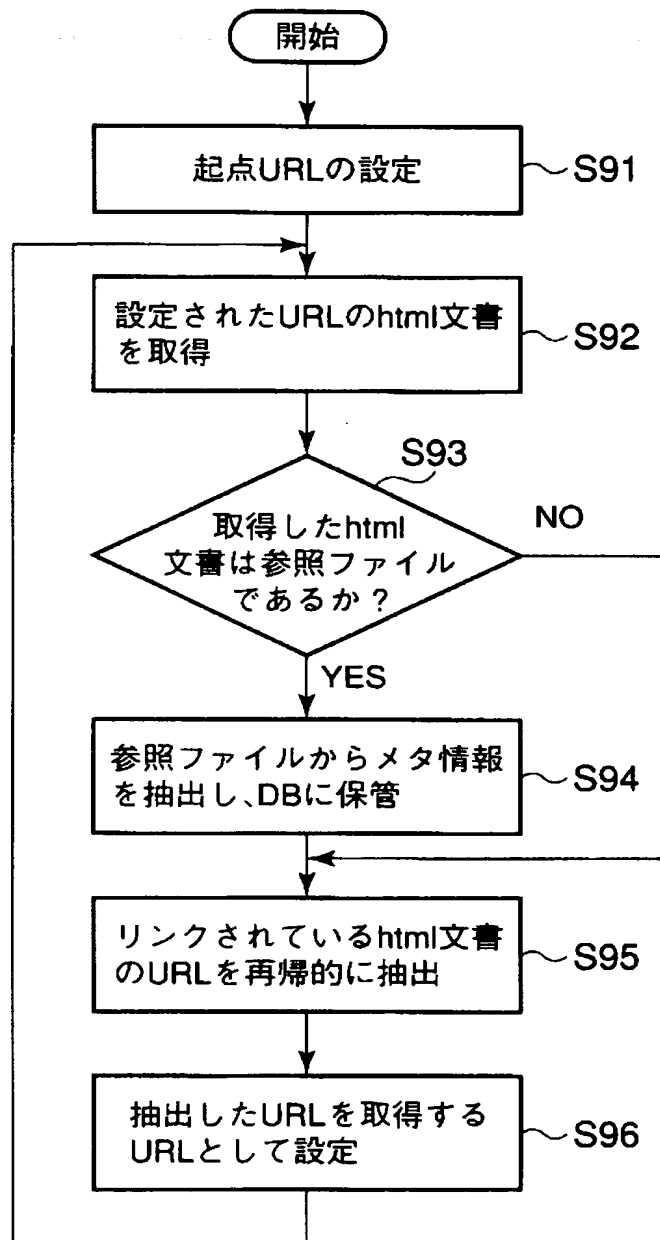 開始
起点URLの設定
S91
設定されたURLのhtml文書
を取得
S92
S93
取得したhtml
文書は参照ファイル
であるか？
NO
YES
参照ファイルからメタ情報
を抽出し、DBに保管
S94
リンクされているhtml文書
のURLを再帰的に抽出
S95
抽出したURLを取得する
URLとして設定
S96